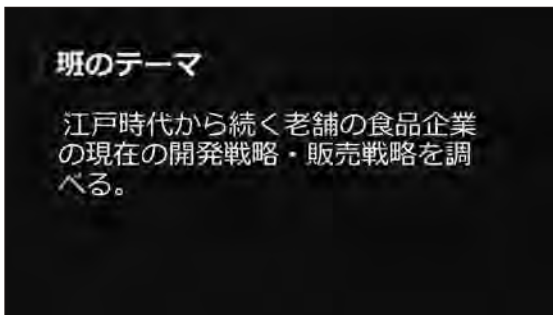 班のテーマ
江戸時代から続く老舗の食品企業
の現在の開発戦略・販売戦略を調
べる。